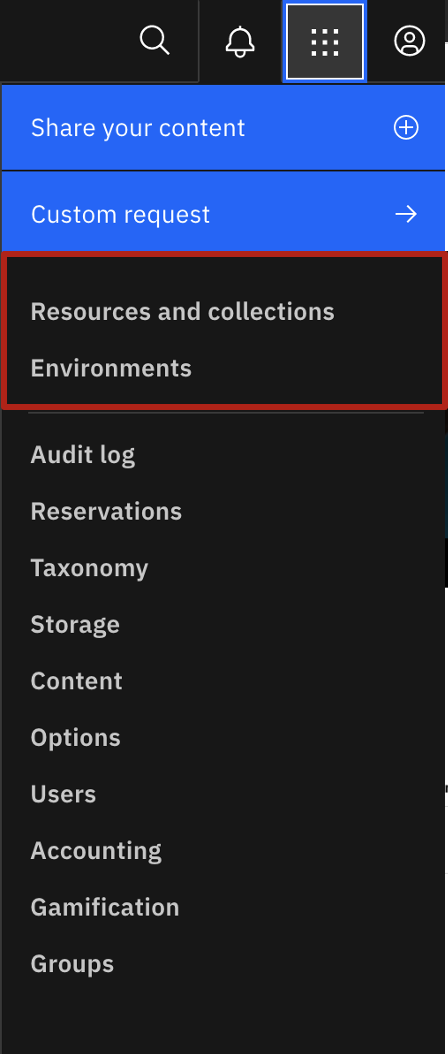 Share your content
Custom request
Resources and collections
Environments
Audit log
Reservations
Taxonomy
Storage
Content
Options
Users
Accounting
Gamification
Groups